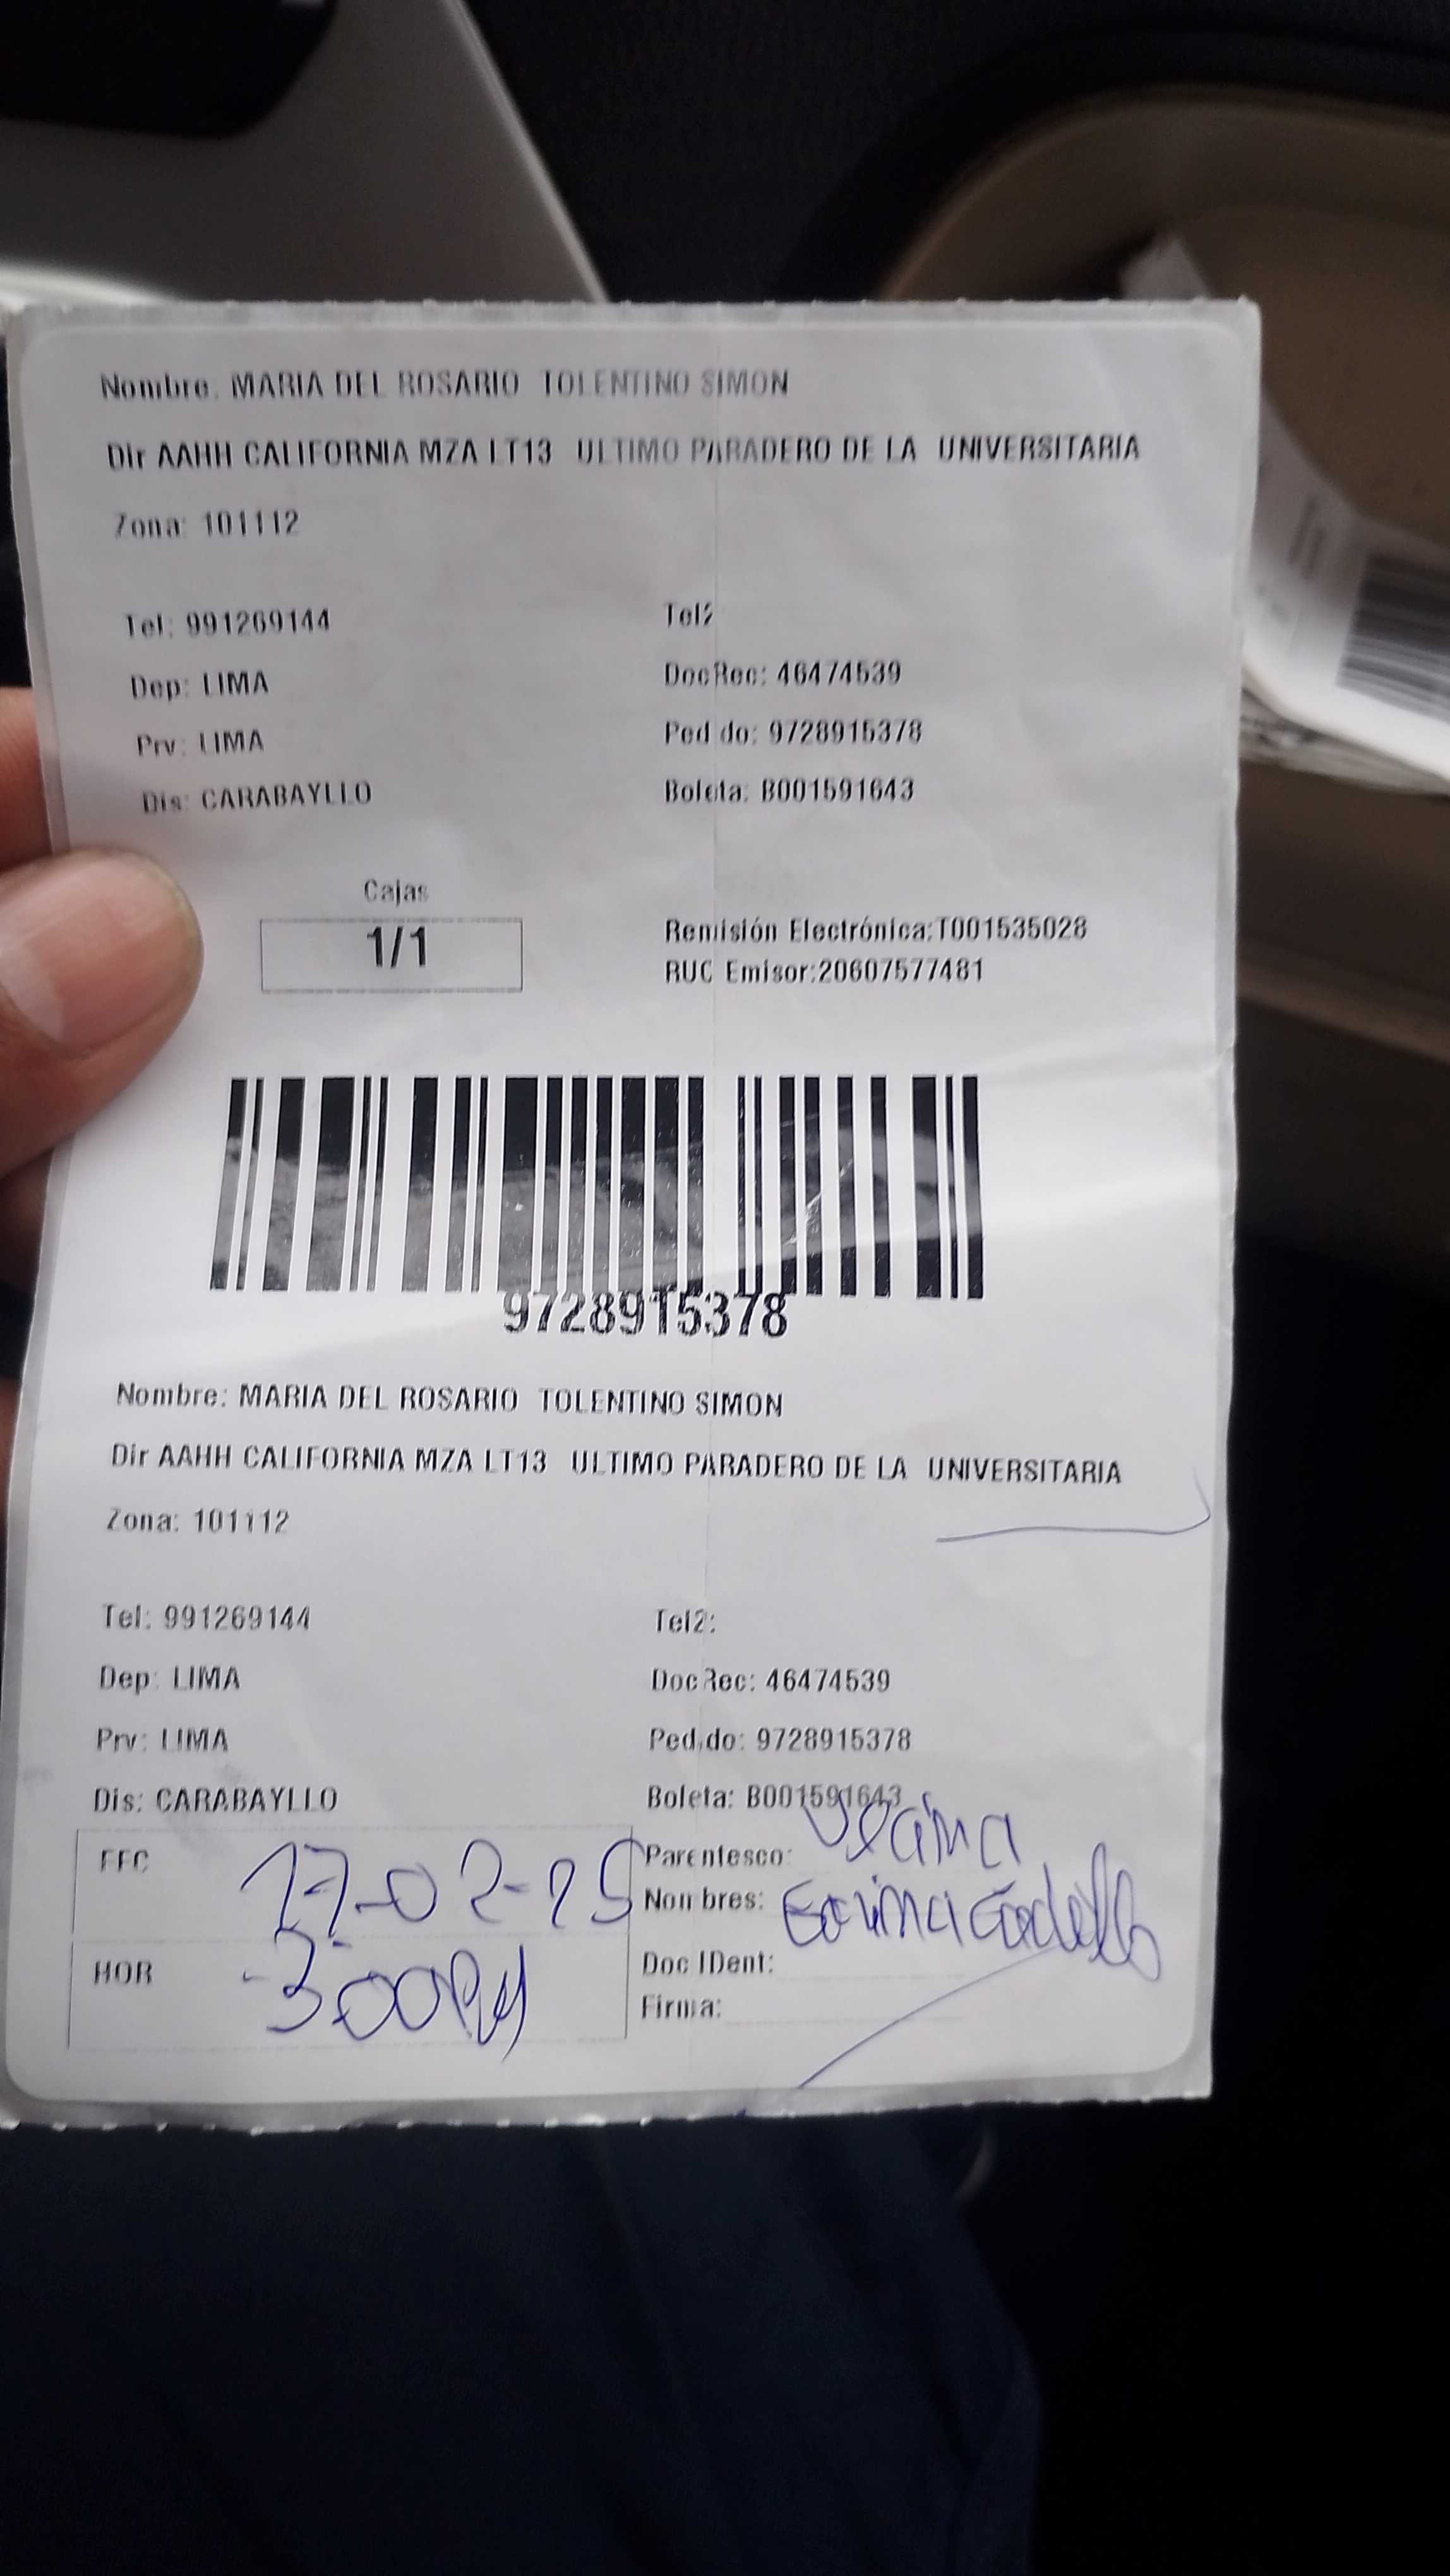 Nombre: MARIA DEL ROSARIO TOLENTINO SIMON
Dir AAHH CALIFORNIA MZA LT13 ULTIMO PARADERO DE LA UNIVERSITARIA
Zona: 101112
Tel: 991269144 Tel2:
Dep: LIMA DocRec: 46474539
Prv: LIMA Pedido: 9728915378
Dis: CARABAYLLO Boleta: B001591643
Cajas
1/1
Remisión Electrónica:T001535028
RUC Emisor:20607577481
9728915378
Nombre: MARIA DEL ROSARIO TOLENTINO SIMON
Dir AAHH CALIFORNIA MZA LT13 ULTIMO PARADERO DE LA UNIVERSITARIA
Zona: 101112
Tel: 991269144 Tel2:
Dep: LIMA DocRec: 46474539
Prv: LIMA Pedido: 9728915378
Dis: CARABAYLLO Boleta: B001591643
FEC 17-02-25 Parentesco: Vecina
Nombres:
HOR 3:00PM Doc IDent:
Firma: